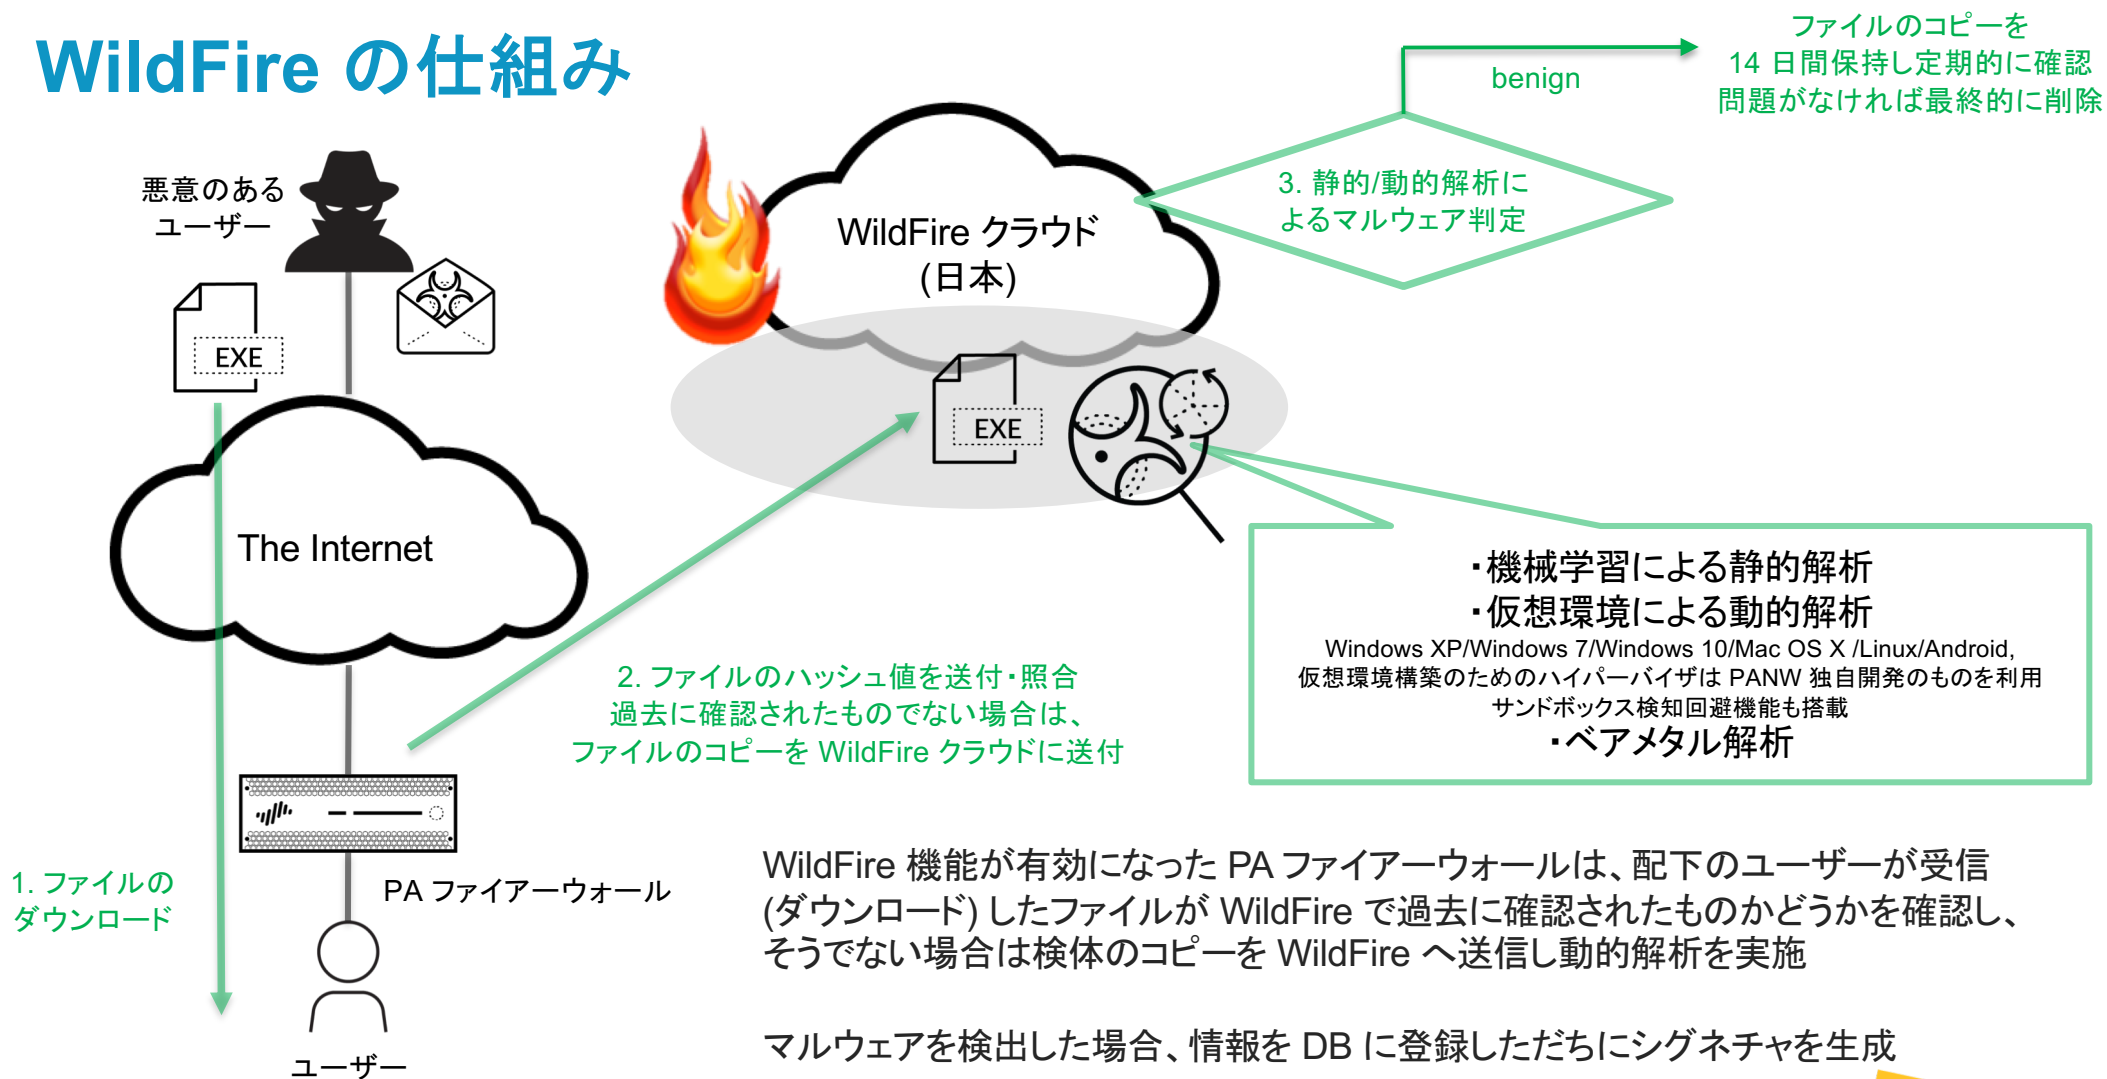 WildFire の仕組み
ファイルのコピーを
14 日間保持し定期的に確認
問題がなければ最終的に削除
benign
悪意のある
ユーザー
3. 静的/動的解析に
よるマルウェア判定
WildFire クラウド
(日本)
EXE
EXE
The Internet
・機械学習による静的解析
・仮想環境による動的解析
Windows XP/Windows 7/Windows 10/Mac OS X /Linux/Android,
仮想環境構築のためのハイパーバイザは PANW 独自開発のものを利用
サンドボックス検知回避機能も搭載
・ベアメタル解析
2. ファイルのハッシュ値を送付・照合
過去に確認されたものでない場合は、
ファイルのコピーを WildFire クラウドに送付
1. ファイルの
ダウンロード
PA ファイアーウォール
ユーザー
WildFire 機能が有効になった PA ファイアーウォールは、配下のユーザーが受信
(ダウンロード) したファイルが WildFire で過去に確認されたものかどうかを確認し、
そうでない場合は検体のコピーを WildFire へ送信し動的解析を実施
マルウェアを検出した場合、情報を DB に登録しただちにシグネチャを生成